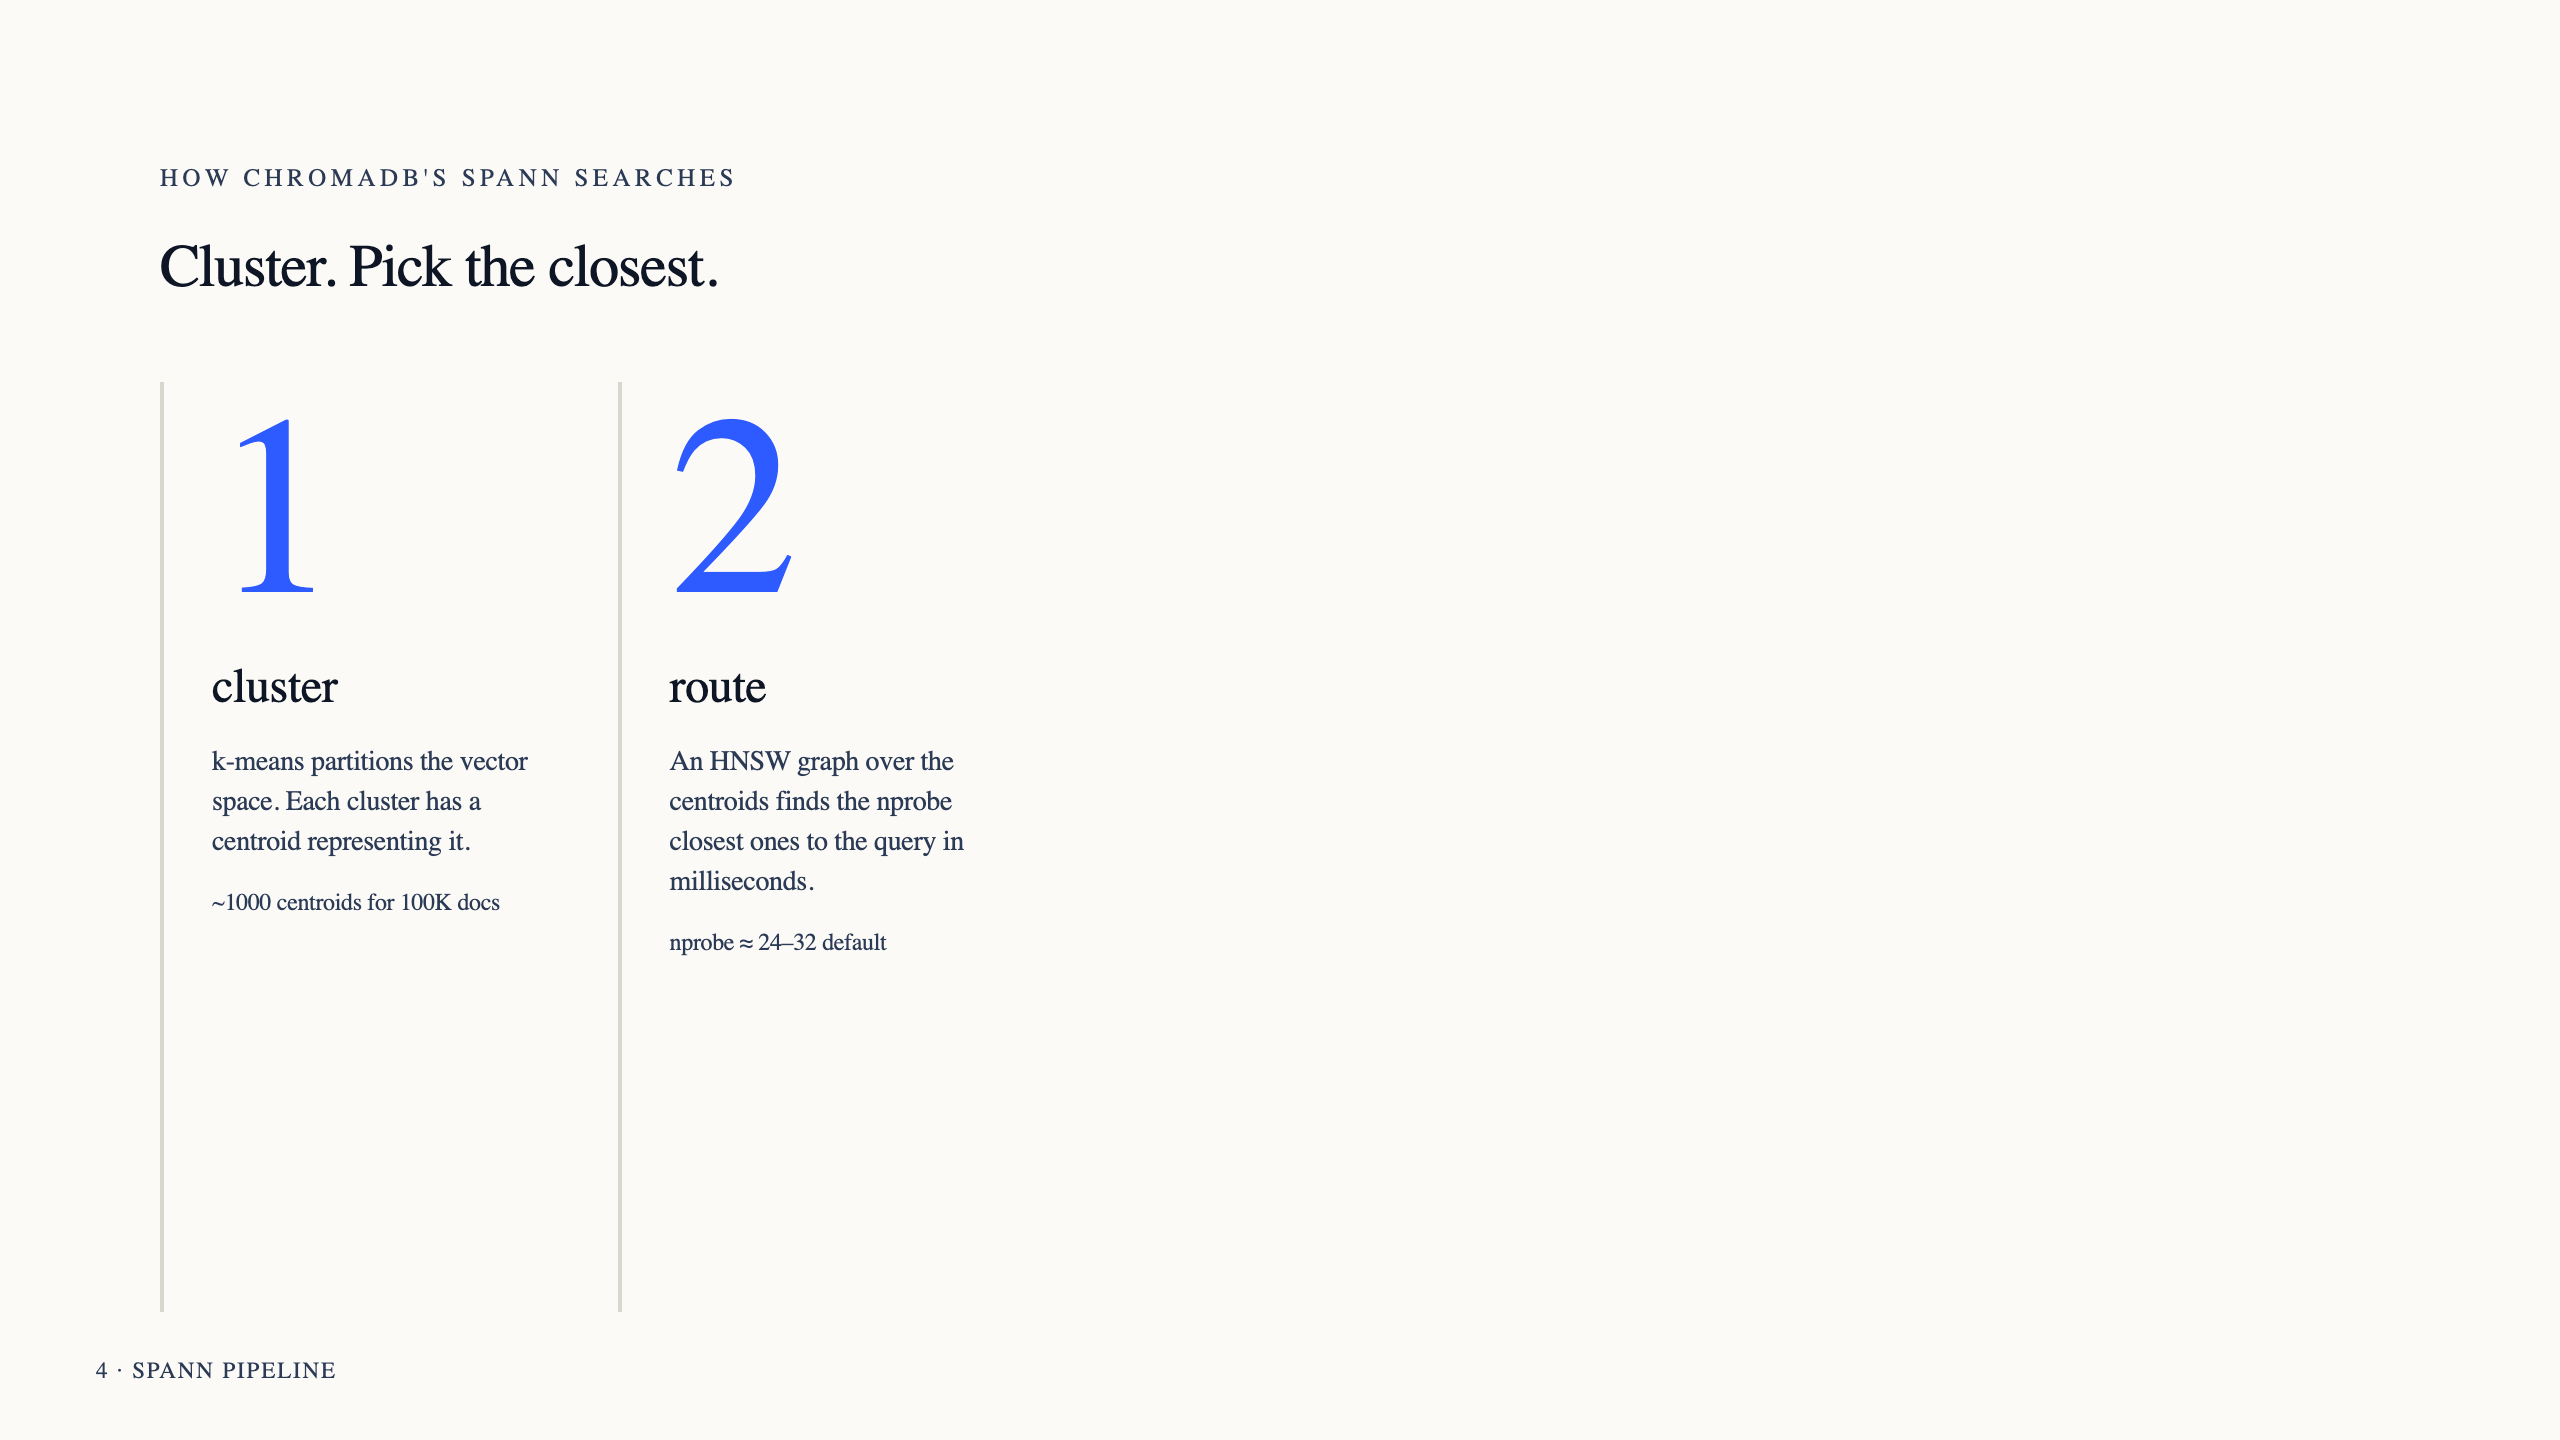 HOW CHROMADB'S SPANN SEARCHES
Cluster. Pick the closest.
1
cluster
k-means partitions the vector
space. Each cluster has a
centroid representing it.
~1000 centroids for 100K docs
2
route
An HNSW graph over the
centroids finds the nprobe
closest ones to the query in
milliseconds.
nprobe ≈ 24–32 default
4 · SPANN PIPELINE